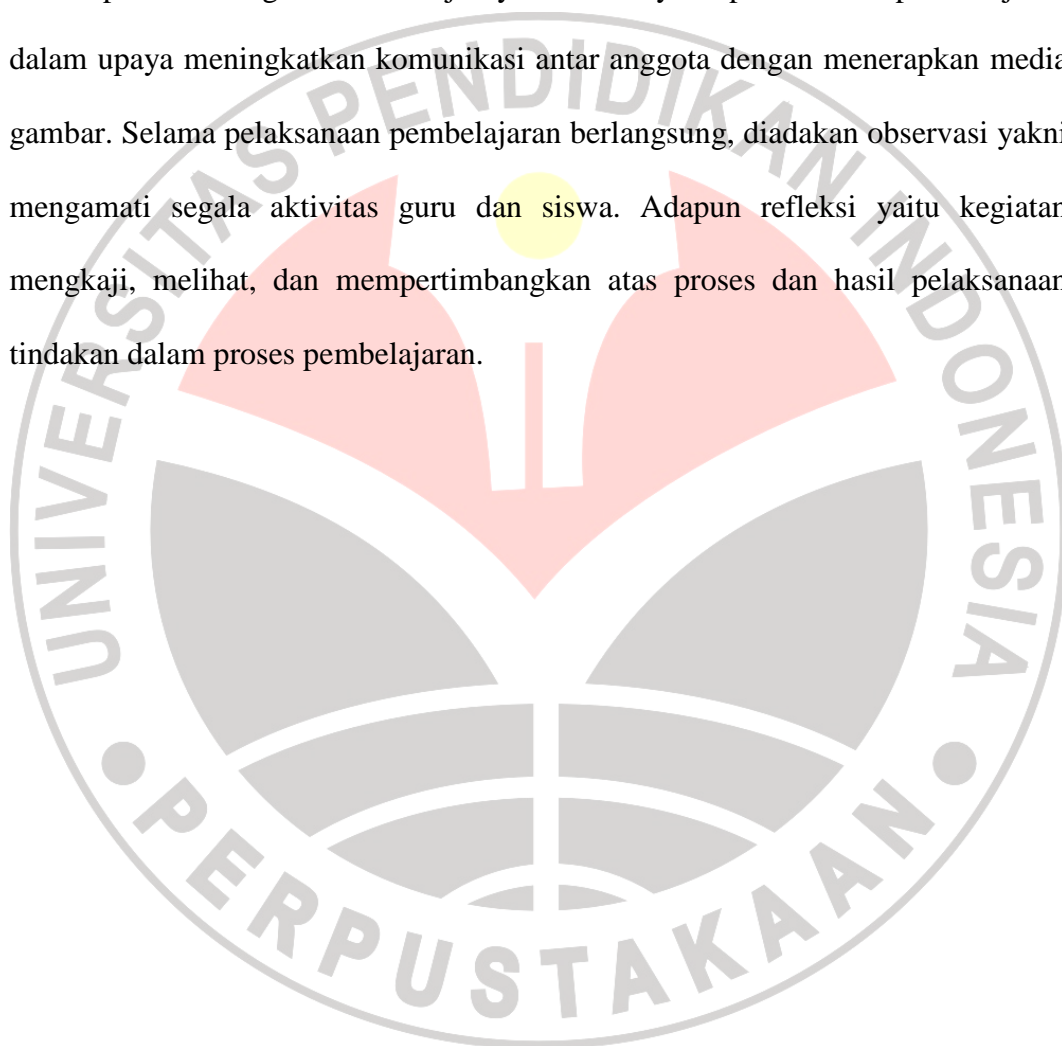 dalam upaya meningkatkan komunikasi antar anggota dengan menerapkan media
gambar. Selama pelaksanaan pembelajaran berlangsung, diadakan observasi yakni
mengamati segala aktivitas guru dan siswa. Adapun refleksi yaitu kegiatan
mengkaji, melihat, dan mempertimbangkan atas proses dan hasil pelaksanaan
tindakan dalam proses pembelajaran.
UNIVERSITAS PENDIDIKAN INDONESIA
PERPUSTAKAAN